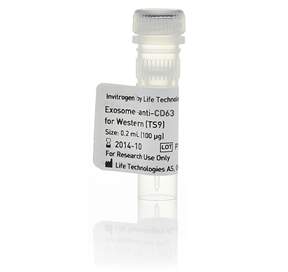 Invitrogen by Life Technolo
Exosome-anti-CD63
for Western (TS9)
Size: 0.2 mL (100 µg)
2014-10 LOT
For Research Use Only
Life Technologies AS,